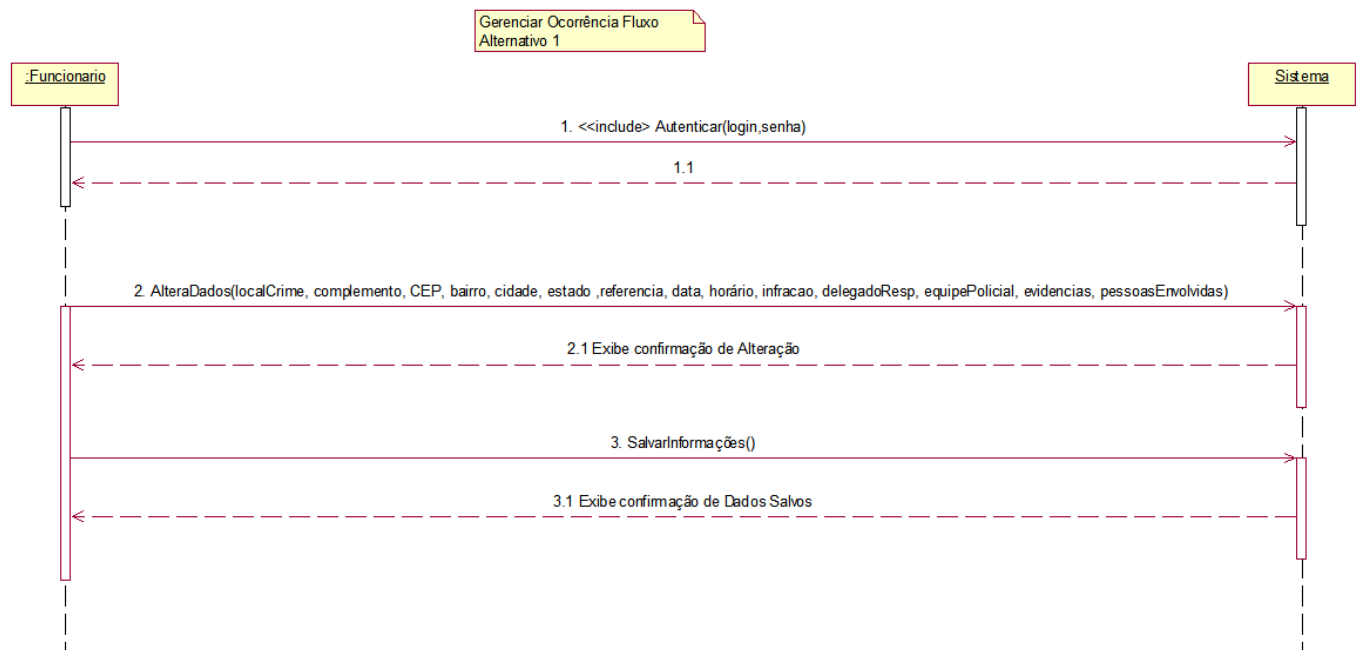 Gerenciar Ocorrência Fluxo
Alternativo 1
:Funcionario
Sistema
1. <<include> Autenticar(login,senha)
1.1
2. AlteraDados(localCrime, complemento, CEP, bairro, cidade, estado ,referencia, data, horário, infracao, delegadoResp, equipePolicial, evidencias, pessoasEnvolvidas)
2.1 Exibe confirmação de Alteração
3. SalvarInformações()
3.1 Exibe confirmação de Dados Salvos